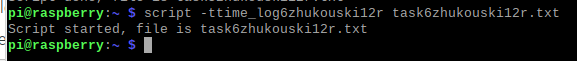 pi@raspberry:~ $ script -ttime_log6zhukouski12r task6zhukouski12r.txt
Script started, file is task6zhukouski12r.txt
pi@raspberry:~ $